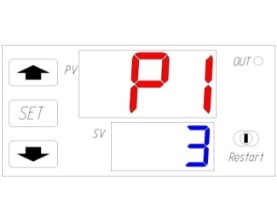 PV P1 OUT
SET
SV 3
Restart